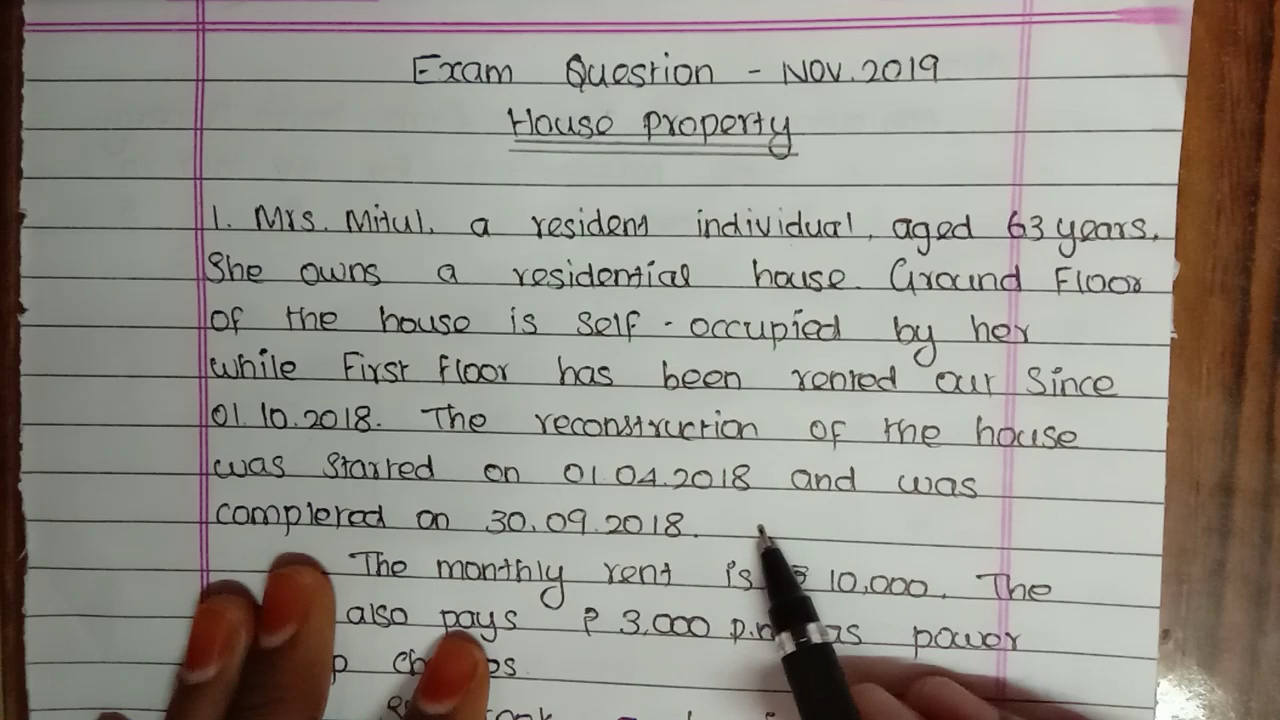 Exam Question - Nov. 2019
House property
1. Mrs. Mitul, a resident individual, aged 63 years.
She owns a residential house. Ground Floor
of the house is self-occupied by her
while First Floor has been rented out since
01.10.2018. The reconstruction of the house
was started on 01.04.2018 and was
completed on 30.09.2018.
The monthly rent is ₹ 10,000. The
also pays ₹ 3,000 power